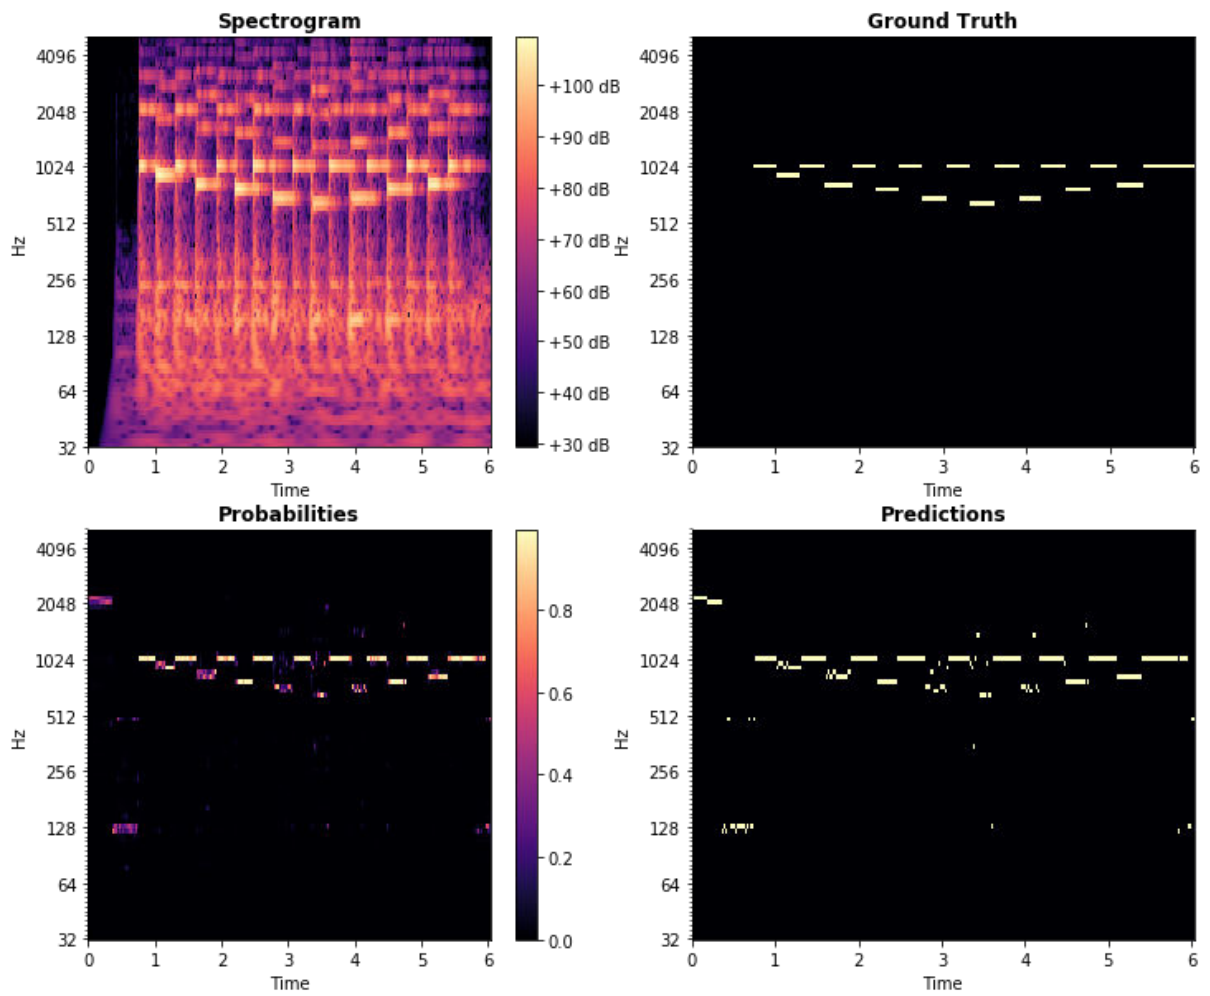 Spectrogram
4096
2048
1024
512
256
128
64
32
Hz
0 1 2 3 4 5 6
Time
+100 dB
+90 dB
+80 dB
+70 dB
+60 dB
+50 dB
+40 dB
+30 dB
Ground Truth
4096
2048
1024
512
256
128
64
32
Hz
0 1 2 3 4 5 6
Time
Probabilities
4096
2048
1024
512
256
128
64
32
Hz
0 1 2 3 4 5 6
Time
0.8
0.6
0.4
0.2
0.0
Predictions
4096
2048
1024
512
256
128
64
32
Hz
0 1 2 3 4 5 6
Time